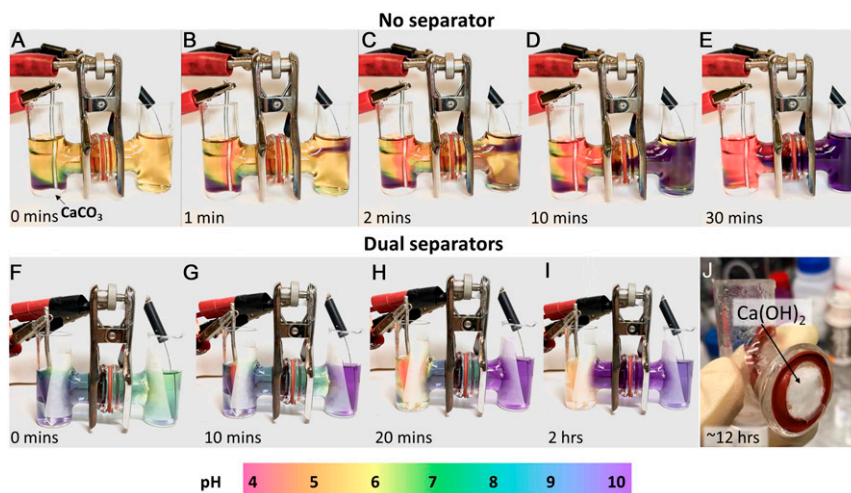 No separator
A
B
C
D
E
CaCO₃
0 mins
1 min
2 mins
10 mins
30 mins
Dual separators
F
G
H
I
J
Ca(OH)₂
0 mins
10 mins
20 mins
2 hrs
~12 hrs
pH 4 5 6 7 8 9 10